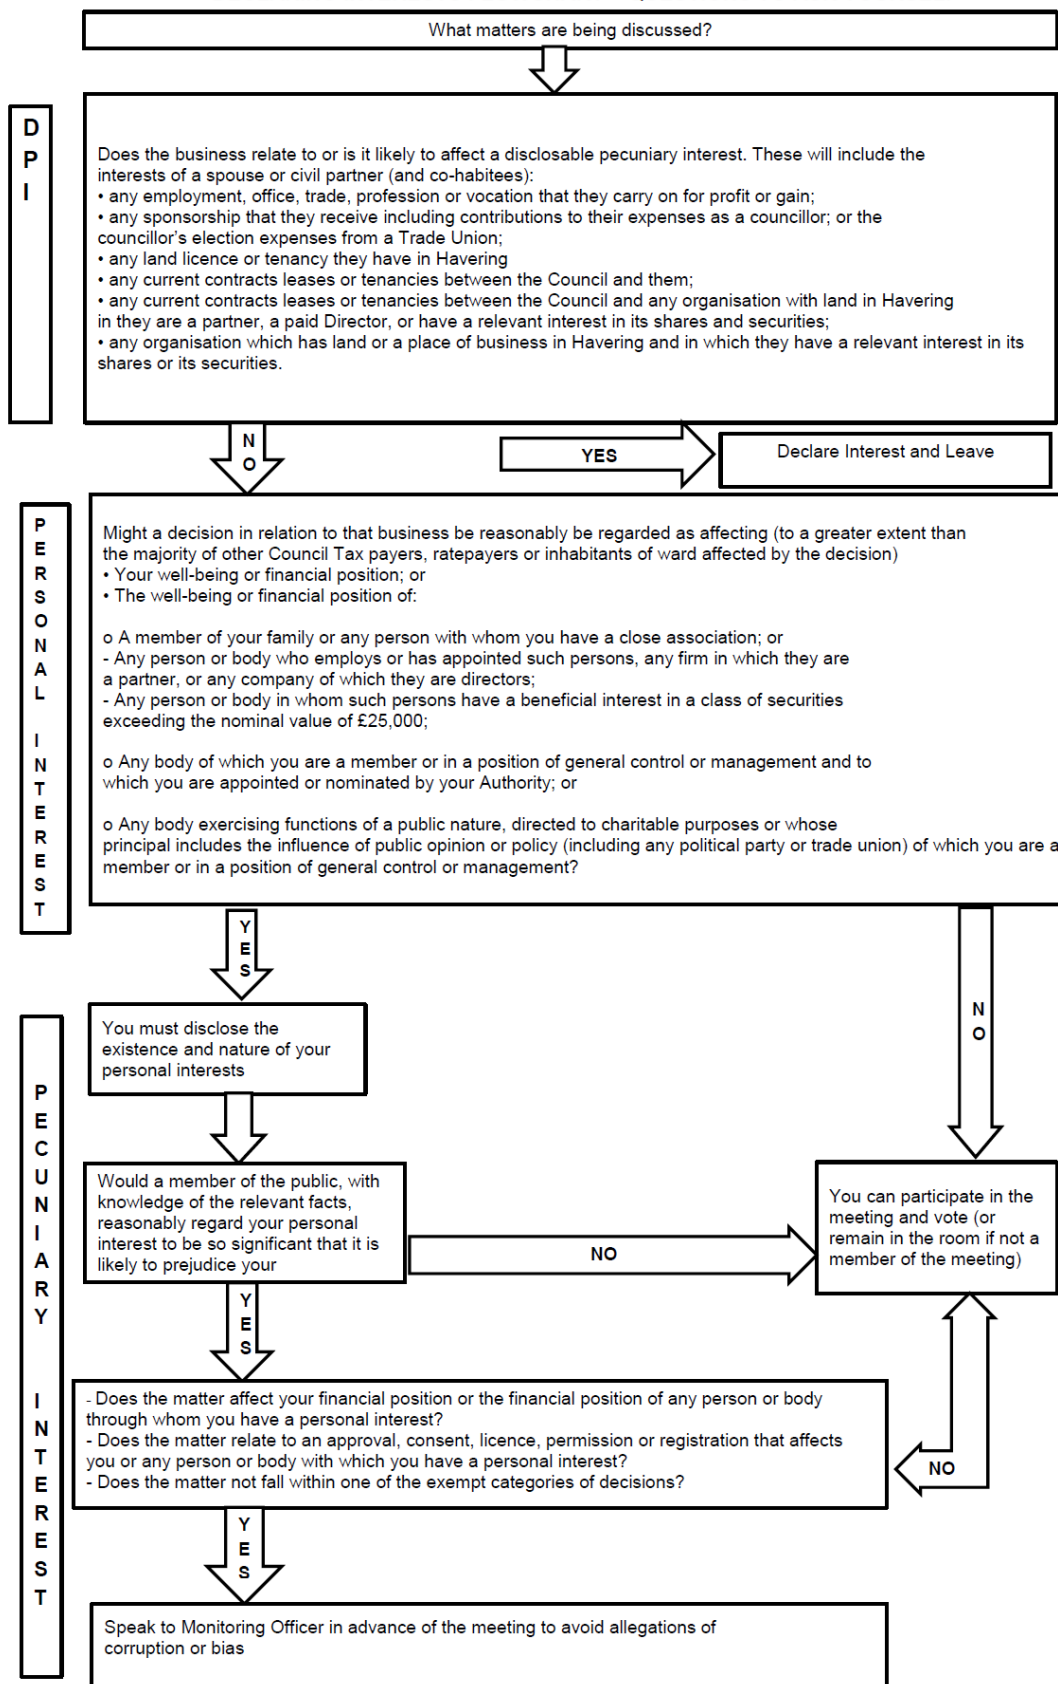 What matters are being discussed?
D
P
I
Does the business relate to or is it likely to affect a disclosable pecuniary interest. These will include the
interests of a spouse or civil partner (and co-habitees):
• any employment, office, trade, profession or vocation that they carry on for profit or gain;
• any sponsorship that they receive including contributions to their expenses as a councillor; or the
councillor's election expenses from a Trade Union;
• any land licence or tenancy they have in Havering
• any current contracts leases or tenancies between the Council and them;
• any current contracts leases or tenancies between the Council and any organisation with land in Havering
in they are a partner, a paid Director, or have a relevant interest in its shares and securities;
• any organisation which has land or a place of business in Havering and in which they have a relevant interest in its
shares or its securities.
N
O
YES
Declare Interest and Leave
P
E
R
S
O
N
A
L
I
N
T
E
R
E
S
T
Might a decision in relation to that business be reasonably be regarded as affecting (to a greater extent than
the majority of other Council Tax payers, ratepayers or inhabitants of ward affected by the decision)
• Your well-being or financial position; or
• The well-being or financial position of:
o A member of your family or any person with whom you have a close association; or
- Any person or body who employs or has appointed such persons, any firm in which they are
a partner, or any company of which they are directors;
- Any person or body in whom such persons have a beneficial interest in a class of securities
exceeding the nominal value of £25,000;
o Any body of which you are a member or in a position of general control or management and to
which you are appointed or nominated by your Authority; or
o Any body exercising functions of a public nature, directed to charitable purposes or whose
principal includes the influence of public opinion or policy (including any political party or trade union) of which you are a
member or in a position of general control or management?
Y
E
S
N
O
P
E
C
U
N
I
A
R
Y
I
N
T
E
R
E
S
T
You must disclose the
existence and nature of your
personal interests
Would a member of the public, with
knowledge of the relevant facts,
reasonably regard your personal
interest to be so significant that it is
likely to prejudice your
NO
You can participate in the
meeting and vote (or
remain in the room if not a
member of the meeting)
Y
E
S
- Does the matter affect your financial position or the financial position of any person or body
through whom you have a personal interest?
- Does the matter relate to an approval, consent, licence, permission or registration that affects
you or any person or body with which you have a personal interest?
- Does the matter not fall within one of the exempt categories of decisions?
NO
Y
E
S
Speak to Monitoring Officer in advance of the meeting to avoid allegations of
corruption or bias